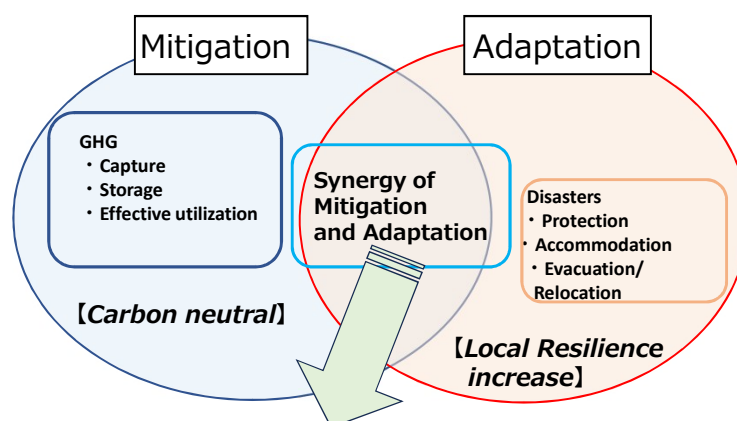 Mitigation
Adaptation
GHG
・ Capture
・ Storage
・ Effective utilization
Synergy of
Mitigation
and Adaptation
Disasters
・ Protection
・ Accommodation
・ Evacuation/
Relocation
【Carbon neutral】
【Local Resilience
increase】